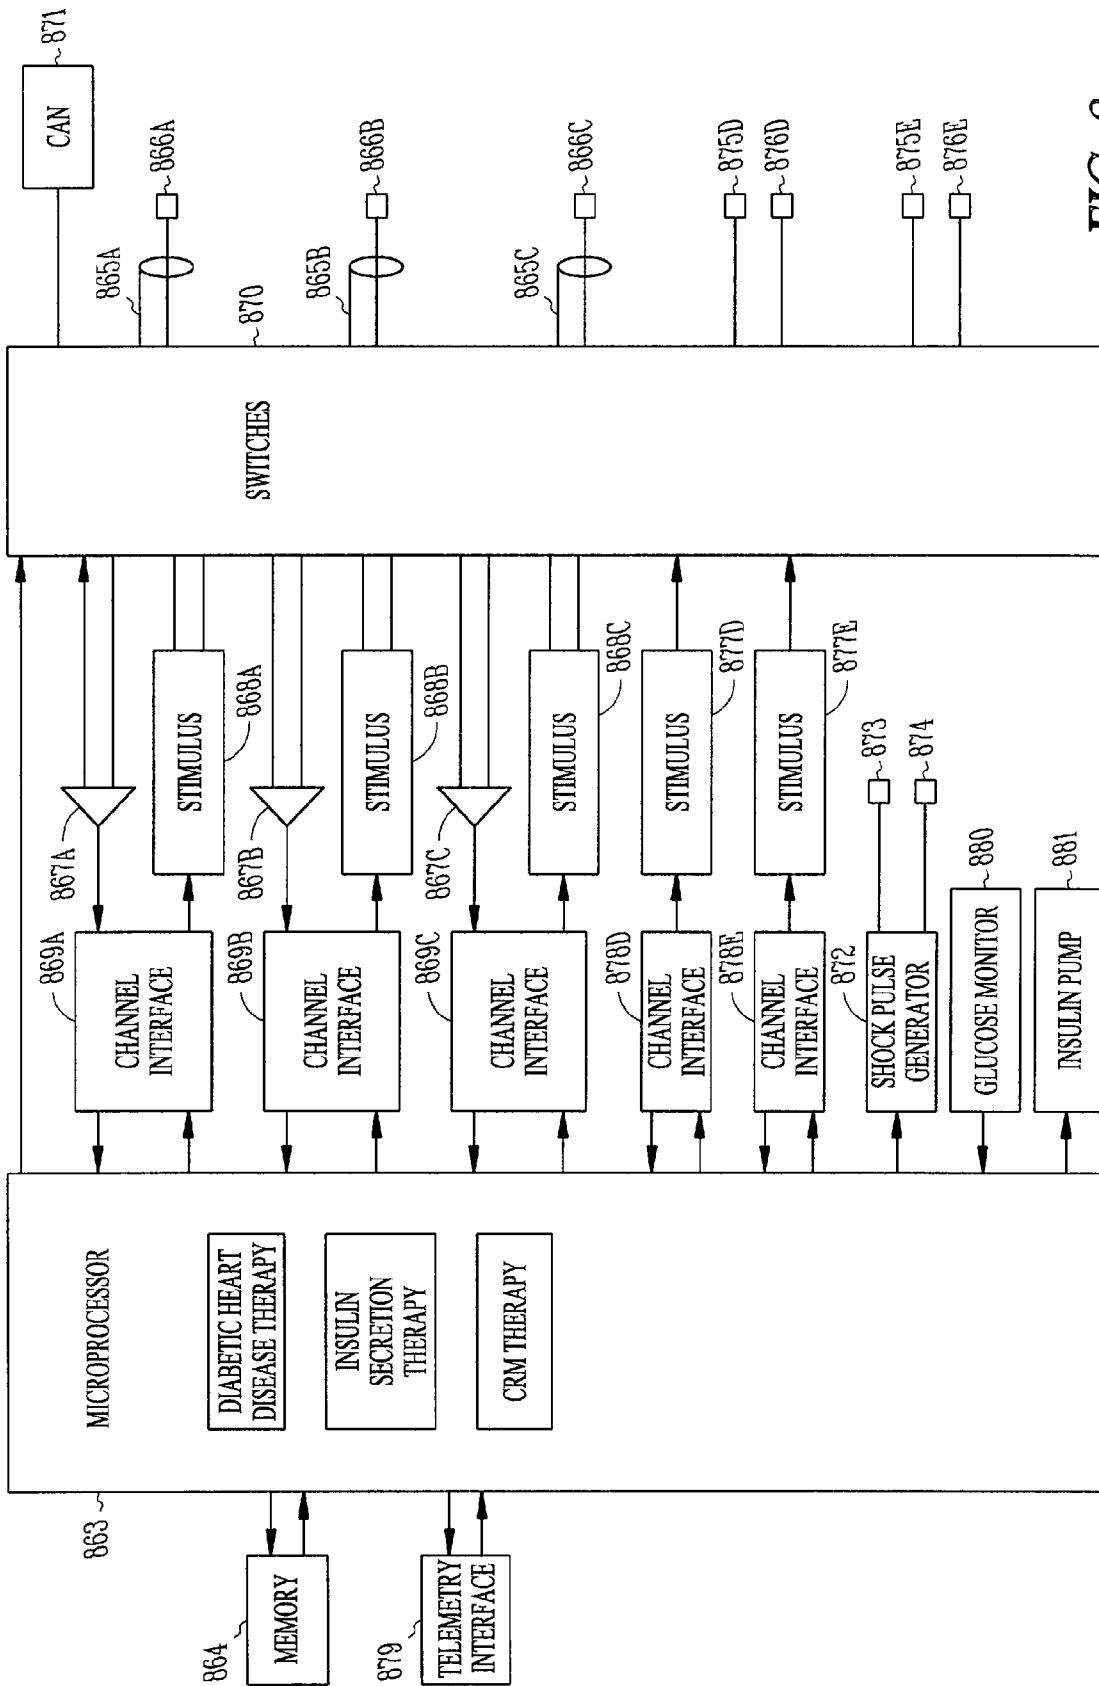 879
TELEMETRY
INTERFACE
864
MEMORY
863
MICROPROCESSOR
CRM THERAPY
INSULIN
SECRETION
THERAPY
DIABETIC HEART
DISEASE THERAPY
INSULIN PUMP
881
GLUCOSE MONITOR
880
872
SHOCK PULSE
GENERATOR
873
874
878E
CHANNEL
INTERFACE
878D
CHANNEL
INTERFACE
869C
CHANNEL
INTERFACE
869B
CHANNEL
INTERFACE
869A
CHANNEL
INTERFACE
867C
867B
867A
STIMULUS
877E
STIMULUS
877D
STIMULUS
868C
STIMULUS
868B
STIMULUS
868A
SWITCHES
870
865C
865B
865A
876E
875E
876D
875D
866C
866B
866A
CAN
871
FIG.